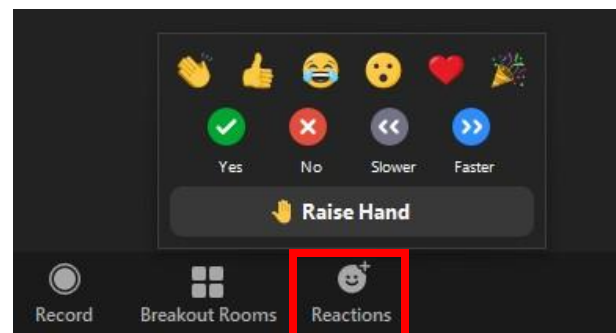 Yes No Slower Faster
Raise Hand
Record Breakout Rooms Reactions